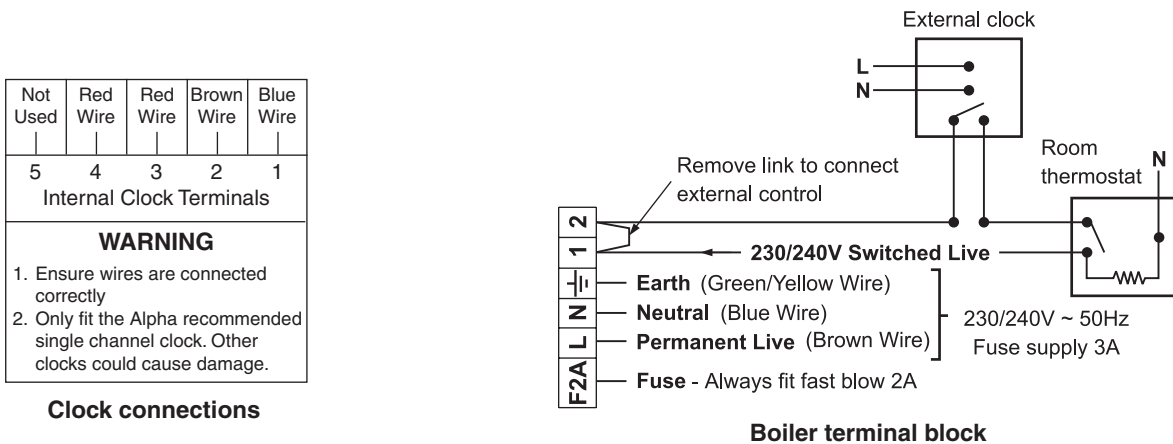 Not Used
Red Wire
Red Wire
Brown Wire
Blue Wire
5 4 3 2 1
Internal Clock Terminals
WARNING
1. Ensure wires are connected
correctly
2. Only fit the Alpha recommended
single channel clock. Other
clocks could cause damage.
Clock connections
External clock
L
N
Room
thermostat
N
Remove link to connect
external control
2
1
230/240V Switched Live
Earth (Green/Yellow Wire)
N
Neutral (Blue Wire)
L
Permanent Live (Brown Wire)
230/240V ~ 50Hz
Fuse supply 3A
F2A
Fuse - Always fit fast blow 2A
Boiler terminal block